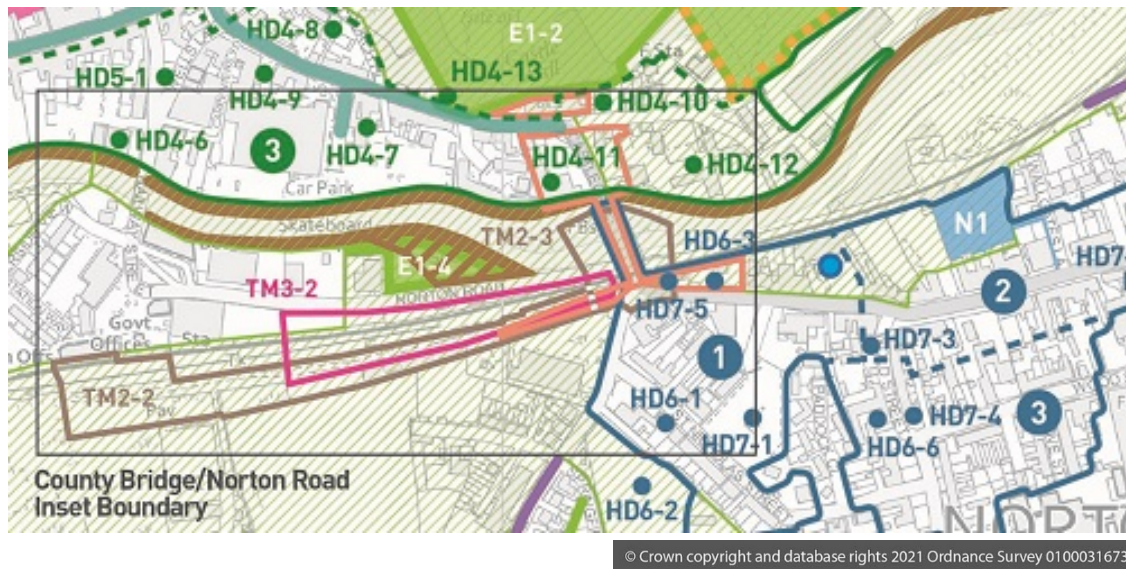 HD4-8
E1-2
HD5-1
HD4-9
HD4-13
HD4-10
HD4-6
3
HD4-7
HD4-11
HD4-12
Car Park
Skateboard
TM2-3
HD6-3
N1
HD7-
E1-4
NORTON ROAD
TM3-2
HD7-5
2
Govt
Offices
Sta
1
HD7-3
TM2-2
Pav
HD6-1
HD7-1
HD7-4
3
HD6-6
County Bridge/Norton Road
Inset Boundary
HD6-2
NORTO
© Crown copyright and database rights 2021 Ordnance Survey 0100031673